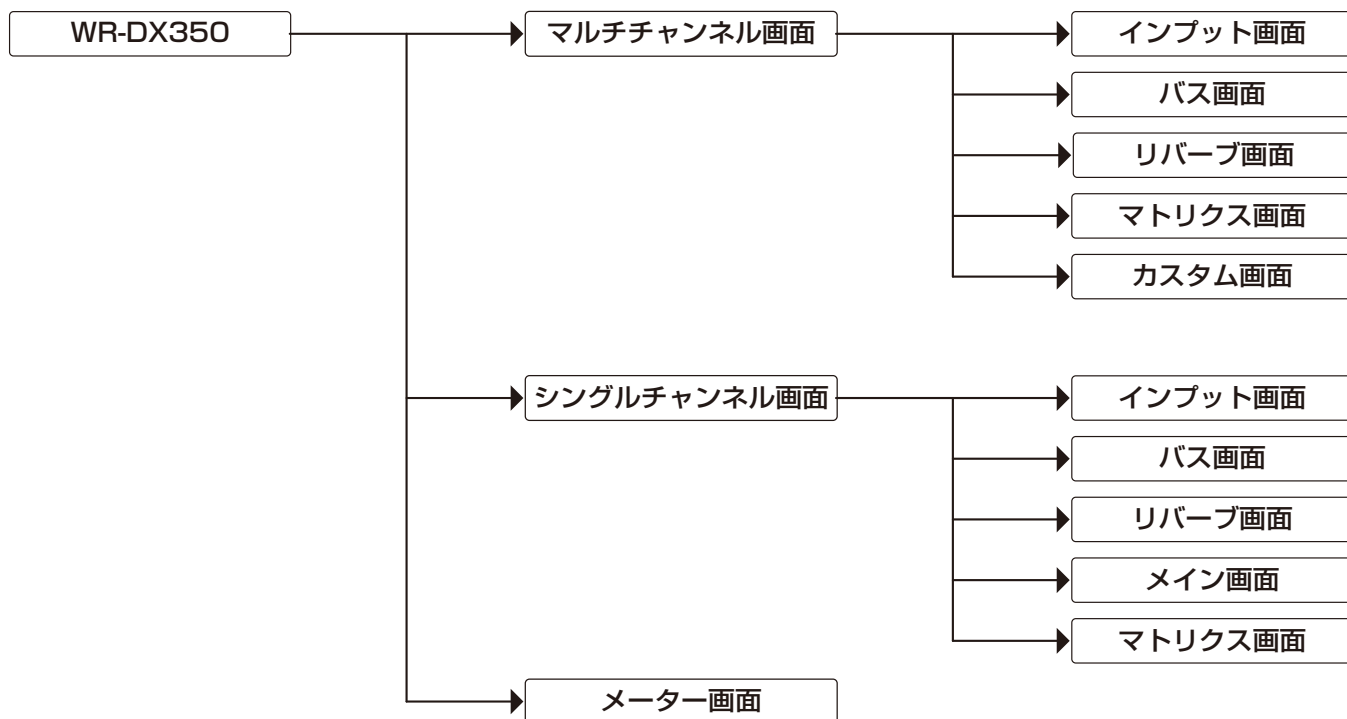 WR-DX350
マルチチャンネル画面
インプット画面
バス画面
リバーブ画面
マトリクス画面
カスタム画面
シングルチャンネル画面
インプット画面
バス画面
リバーブ画面
メイン画面
マトリクス画面
メーター画面